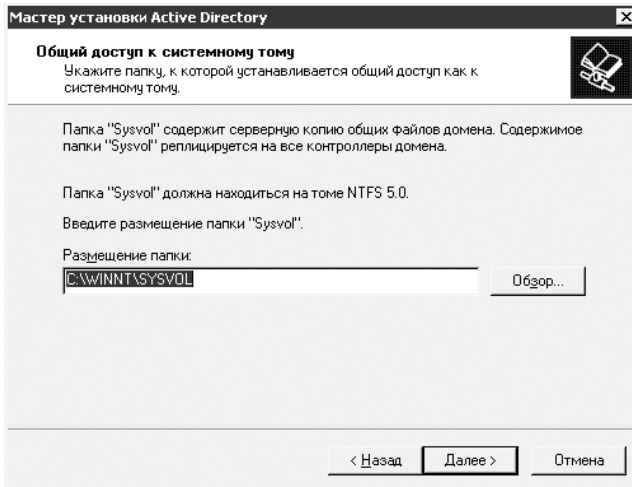 Мастер установки Active Directory
Общий доступ к системному тому
Укажите папку, к которой устанавливается общий доступ как к
системному тому.
Папка "Sysvol" содержит серверную копию общих файлов домена. Содержимое
папки "Sysvol" реплицируется на все контроллеры домена.
Папка "Sysvol" должна находиться на томе NTFS 5.0.
Введите размещение папки "Sysvol".
Размещение папки:
C:\WINNT\SYSVOL
Обзор...
< Назад
Далее >
Отмена